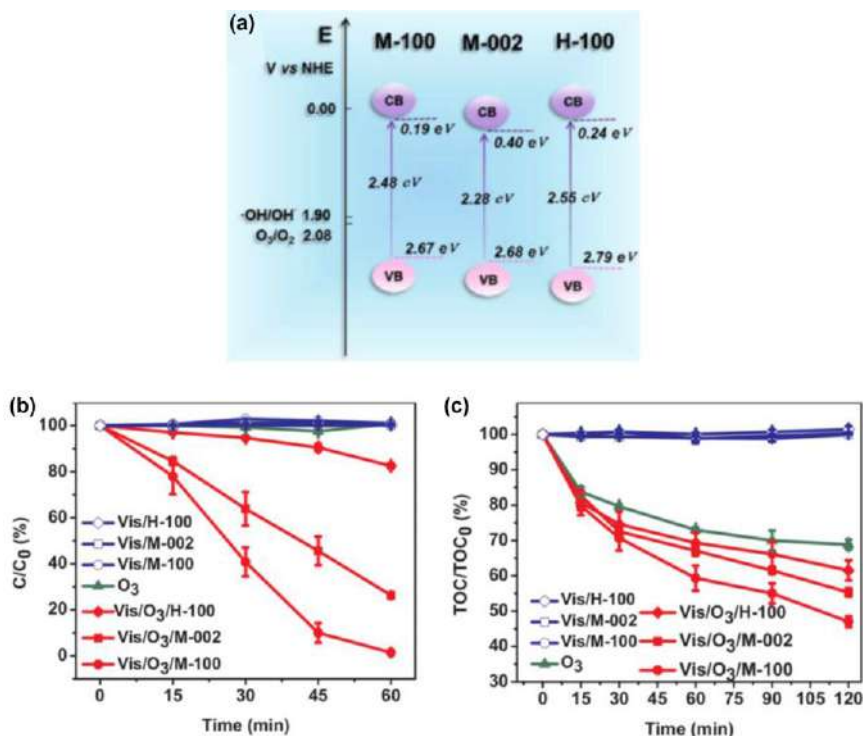 (a)
E
M-100 M-002 H-100
V vs NHE
CB CB CB
0.00
0.19 eV 0.40 eV 0.24 eV
2.48 eV 2.28 eV 2.55 eV
·OH/OH⁻ 1.90
O₃/O₂ 2.08
2.67 eV 2.68 eV 2.79 eV
VB VB VB
(b)
C/C₀ (%)
100
80
60
40
20
0
Vis/H-100
Vis/M-002
Vis/M-100
O₃
Vis/O₃/H-100
Vis/O₃/M-002
Vis/O₃/M-100
0 15 30 45 60
Time (min)
(c)
TOC/TOC₀ (%)
110
100
90
80
70
60
50
40
30
Vis/H-100
Vis/M-002
Vis/M-100
O₃
Vis/O₃/H-100
Vis/O₃/M-002
Vis/O₃/M-100
0 15 30 45 60 75 90 105 120
Time (min)